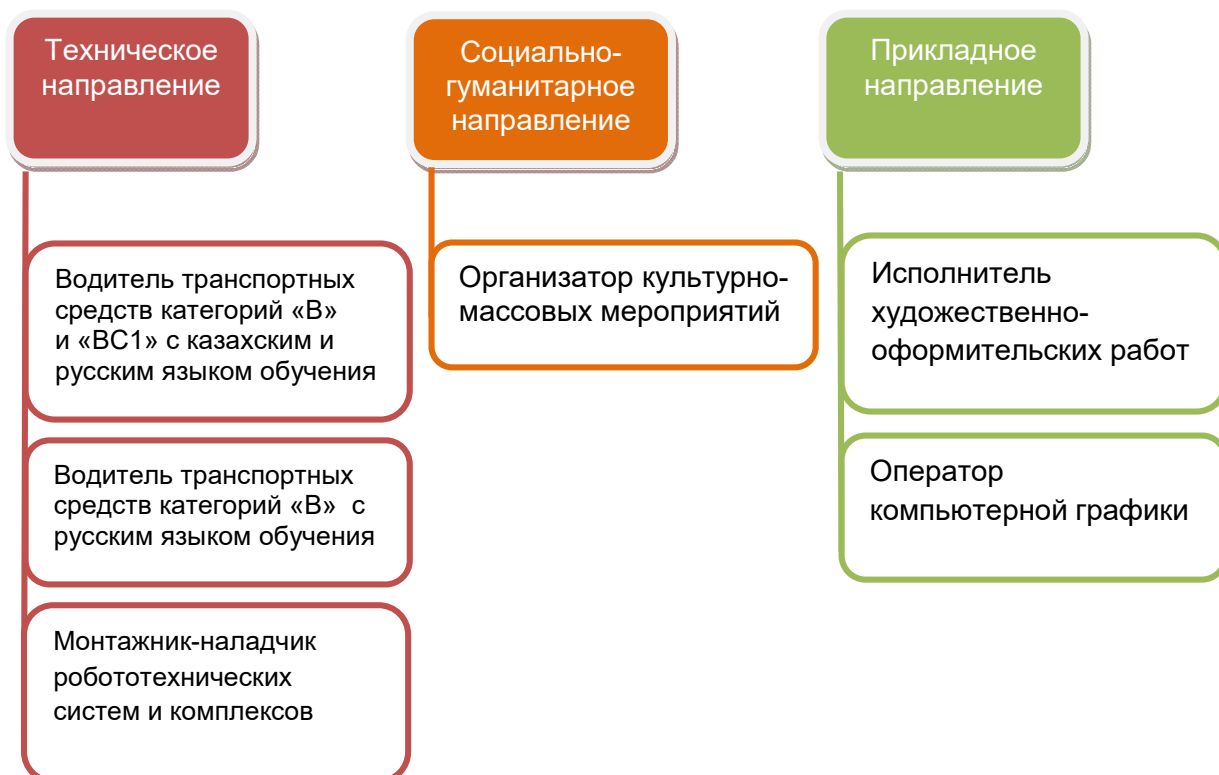 Техническое
направление
Водитель транспортных
средств категорий «В»
и «ВС1» с казахским и
русским языком обучения
Водитель транспортных
средств категорий «В» с
русским языком обучения
Монтажник-наладчик
робототехнических
систем и комплексов
Социально-
гуманитарное
направление
Организатор культурно-
массовых мероприятий
Прикладное
направление
Исполнитель
художественно-
оформительских работ
Оператор
компьютерной графики